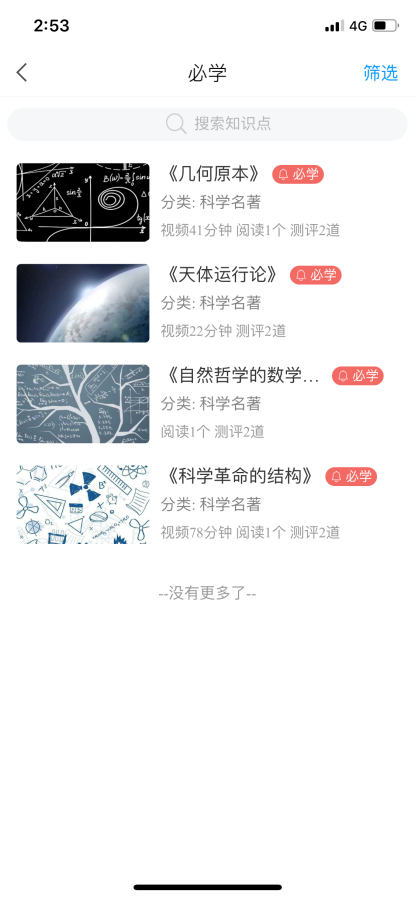 2:53
4G
必学
筛选
搜索知识点
《几何原本》 必学
分类: 科学名著
视频41分钟 阅读1个 测评2道
《天体运行论》 必学
分类: 科学名著
视频22分钟 测评2道
《自然哲学的数学... 必学
分类: 科学名著
阅读1个 测评2道
《科学革命的结构》 必学
分类: 科学名著
视频78分钟 阅读1个 测评2道
--没有更多了--